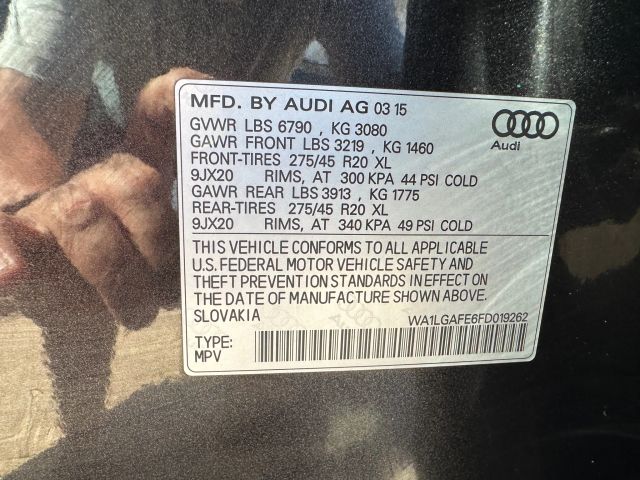 MFD. BY AUDI AG 03 15
GVWR LBS 6790 , KG 3080
GAWR FRONT LBS 3219 , KG 1460
FRONT-TIRES 275/45 R20 XL
9JX20 RIMS, AT 300 KPA 44 PSI COLD
GAWR REAR LBS 3913 , KG 1775
REAR-TIRES 275/45 R20 XL
9JX20 RIMS, AT 340 KPA 49 PSI COLD
Audi
THIS VEHICLE CONFORMS TO ALL APPLICABLE
U.S. FEDERAL MOTOR VEHICLE SAFETY AND
THEFT PREVENTION STANDARDS IN EFFECT ON
THE DATE OF MANUFACTURE SHOWN ABOVE.
SLOVAKIA WA1LGAFE6FD019262
TYPE:
MPV